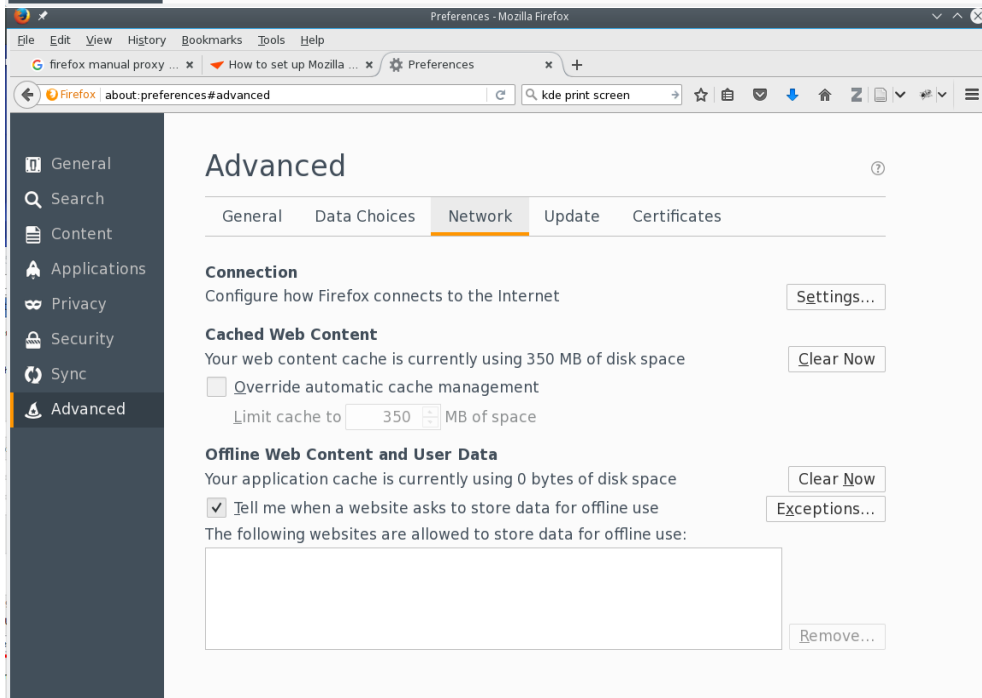 Preferences - Mozilla Firefox
File Edit View History Bookmarks Tools Help
firefox manual proxy ... How to set up Mozilla ... Preferences
Firefox about:preferences#advanced kde print screen
General
Search
Content
Applications
Privacy
Security
Sync
Advanced
Advanced
General Data Choices Network Update Certificates
Connection
Configure how Firefox connects to the Internet Settings...
Cached Web Content
Your web content cache is currently using 350 MB of disk space Clear Now
Override automatic cache management
Limit cache to 350 MB of space
Offline Web Content and User Data
Your application cache is currently using 0 bytes of disk space Clear Now
Tell me when a website asks to store data for offline use Exceptions...
The following websites are allowed to store data for offline use:
Remove...